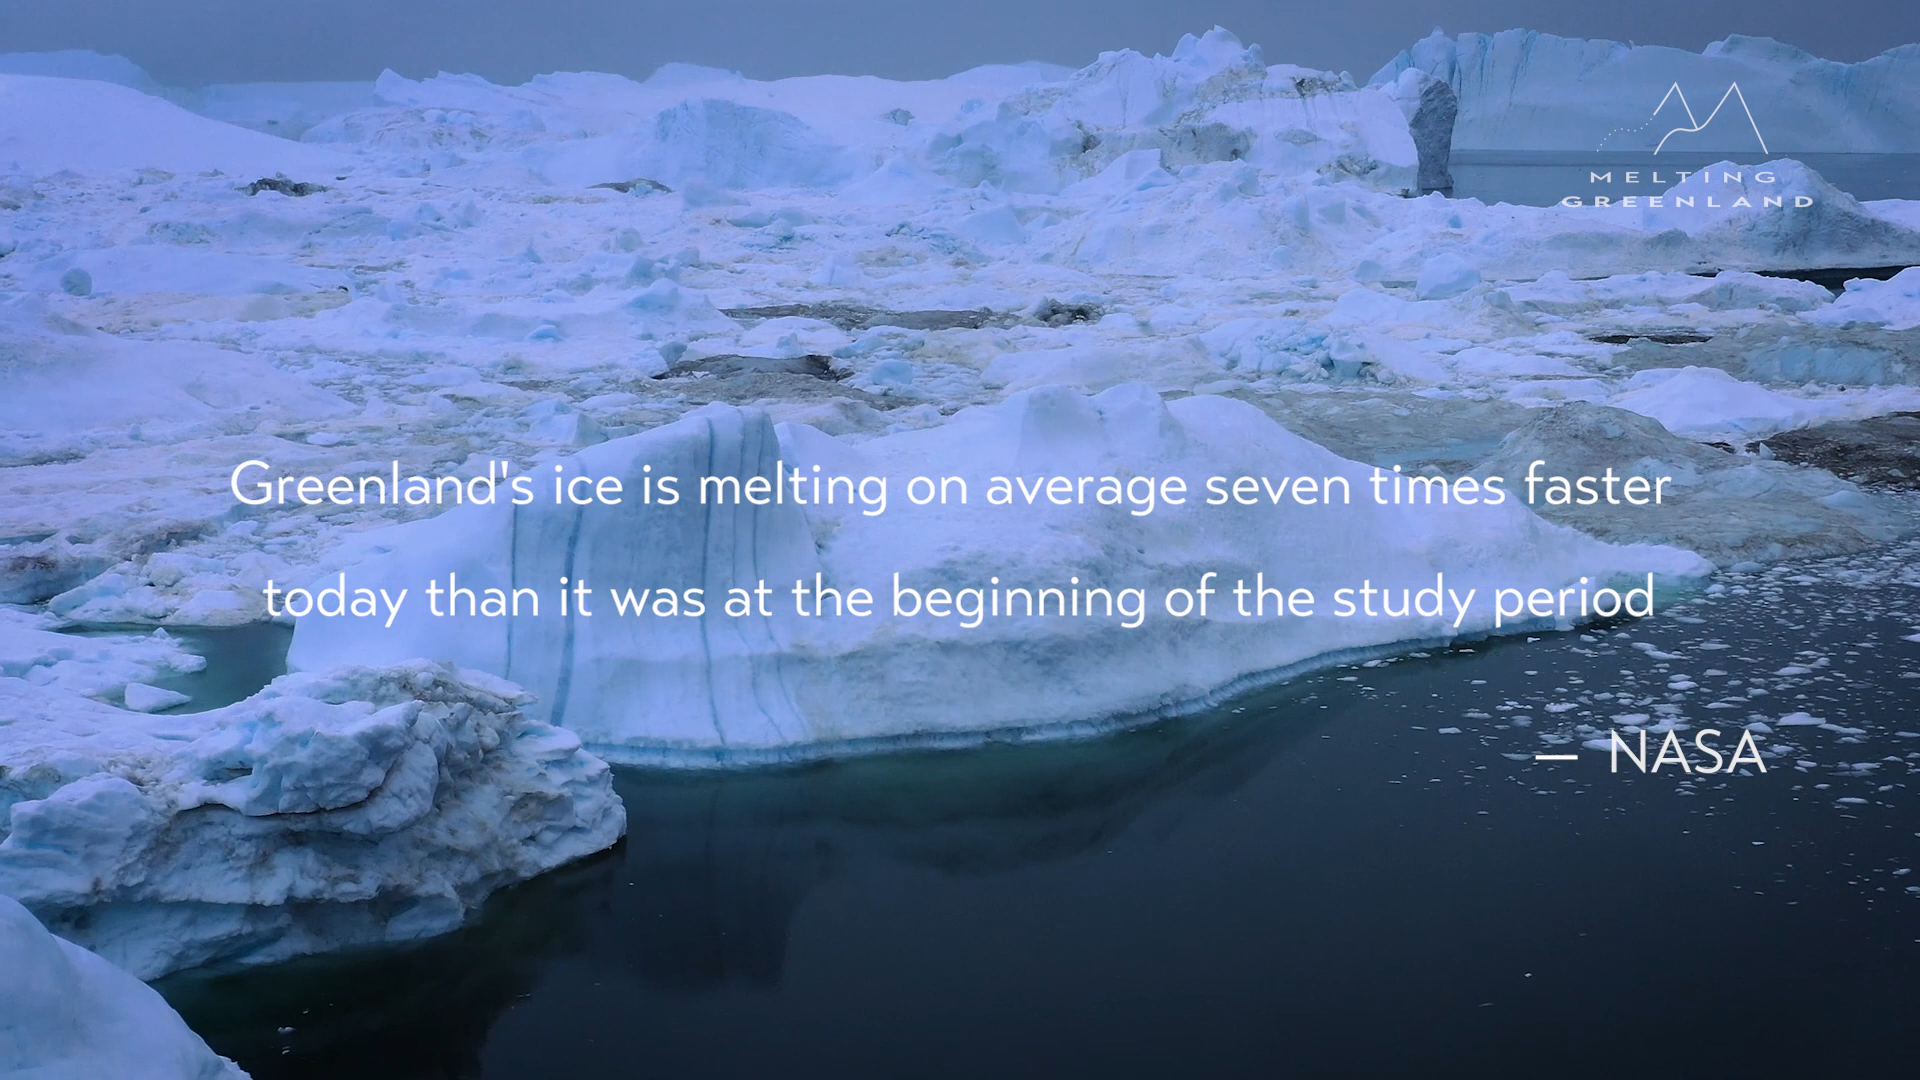 MELTING
GREENLAND
Greenland's ice is melting on average seven times faster
today than it was at the beginning of the study period
— NASA